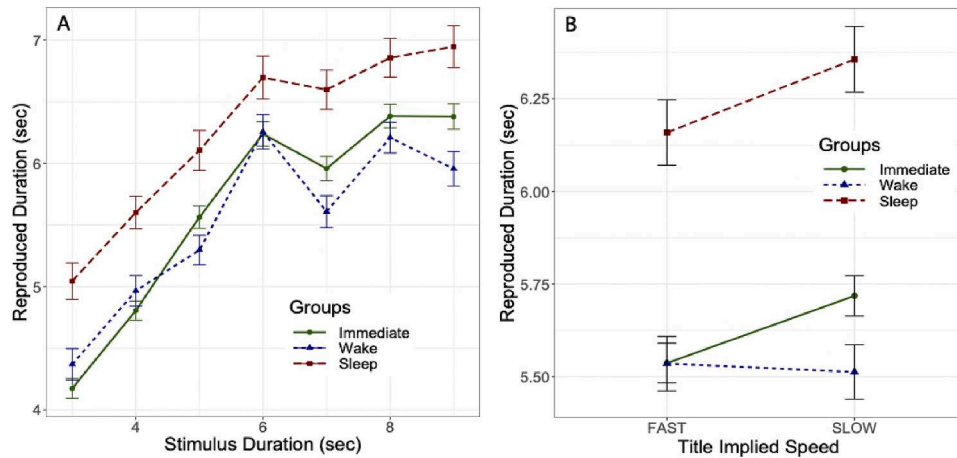 A
7
6
5
4
Reproduced Duration (sec)
Groups
Immediate
Wake
Sleep
4
6
8
Stimulus Duration (sec)
B
6.25
6.00
5.75
5.50
Reproduced Duration (sec)
Groups
Immediate
Wake
Sleep
FAST
SLOW
Title Implied Speed